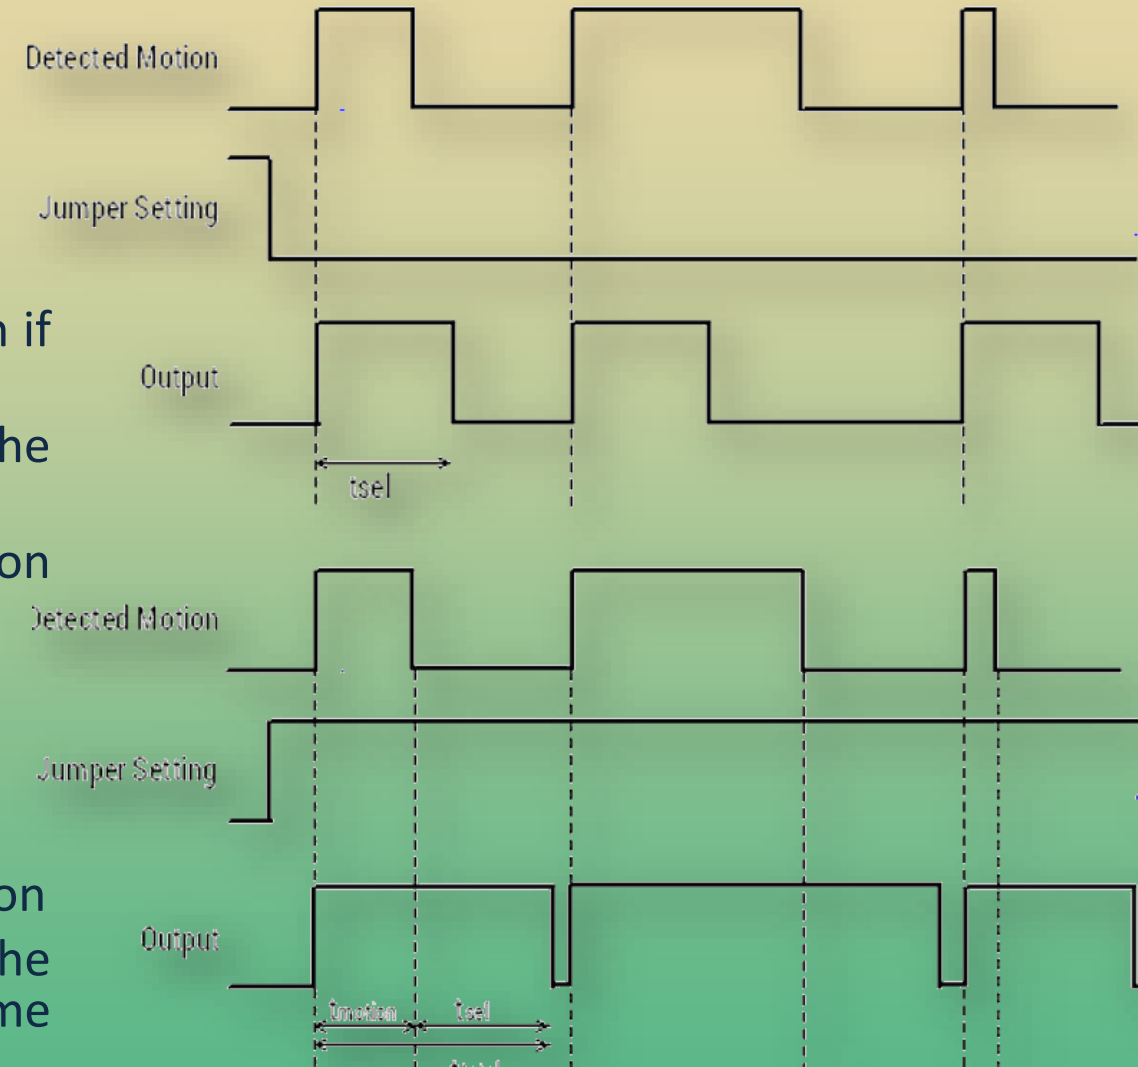 Detected Motion
Jumper Setting
if
Output
he
tsel
on
Detected Motion
Jumper Setting
on
Output
he
me
tmotion tsel